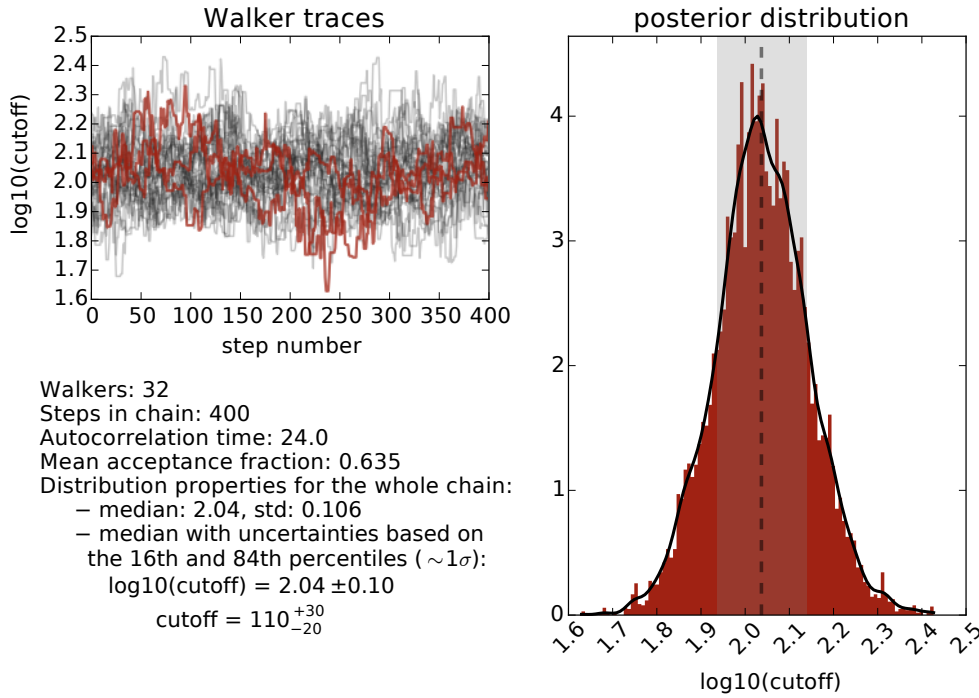 Walker traces
2.5
2.4
2.3
2.2
2.1
2.0
1.9
1.8
1.7
1.6
log10(cutoff)
0 50 100 150 200 250 300 350 400
step number
Walkers: 32
Steps in chain: 400
Autocorrelation time: 24.0
Mean acceptance fraction: 0.635
Distribution properties for the whole chain:
− median: 2.04, std: 0.106
− median with uncertainties based on
the 16th and 84th percentiles (∼1σ):
log10(cutoff) = 2.04 ±0.10
cutoff = 110 +30 −20
posterior distribution
4
3
2
1
0
1.6 1.7 1.8 1.9 2.0 2.1 2.2 2.3 2.4 2.5
log10(cutoff)